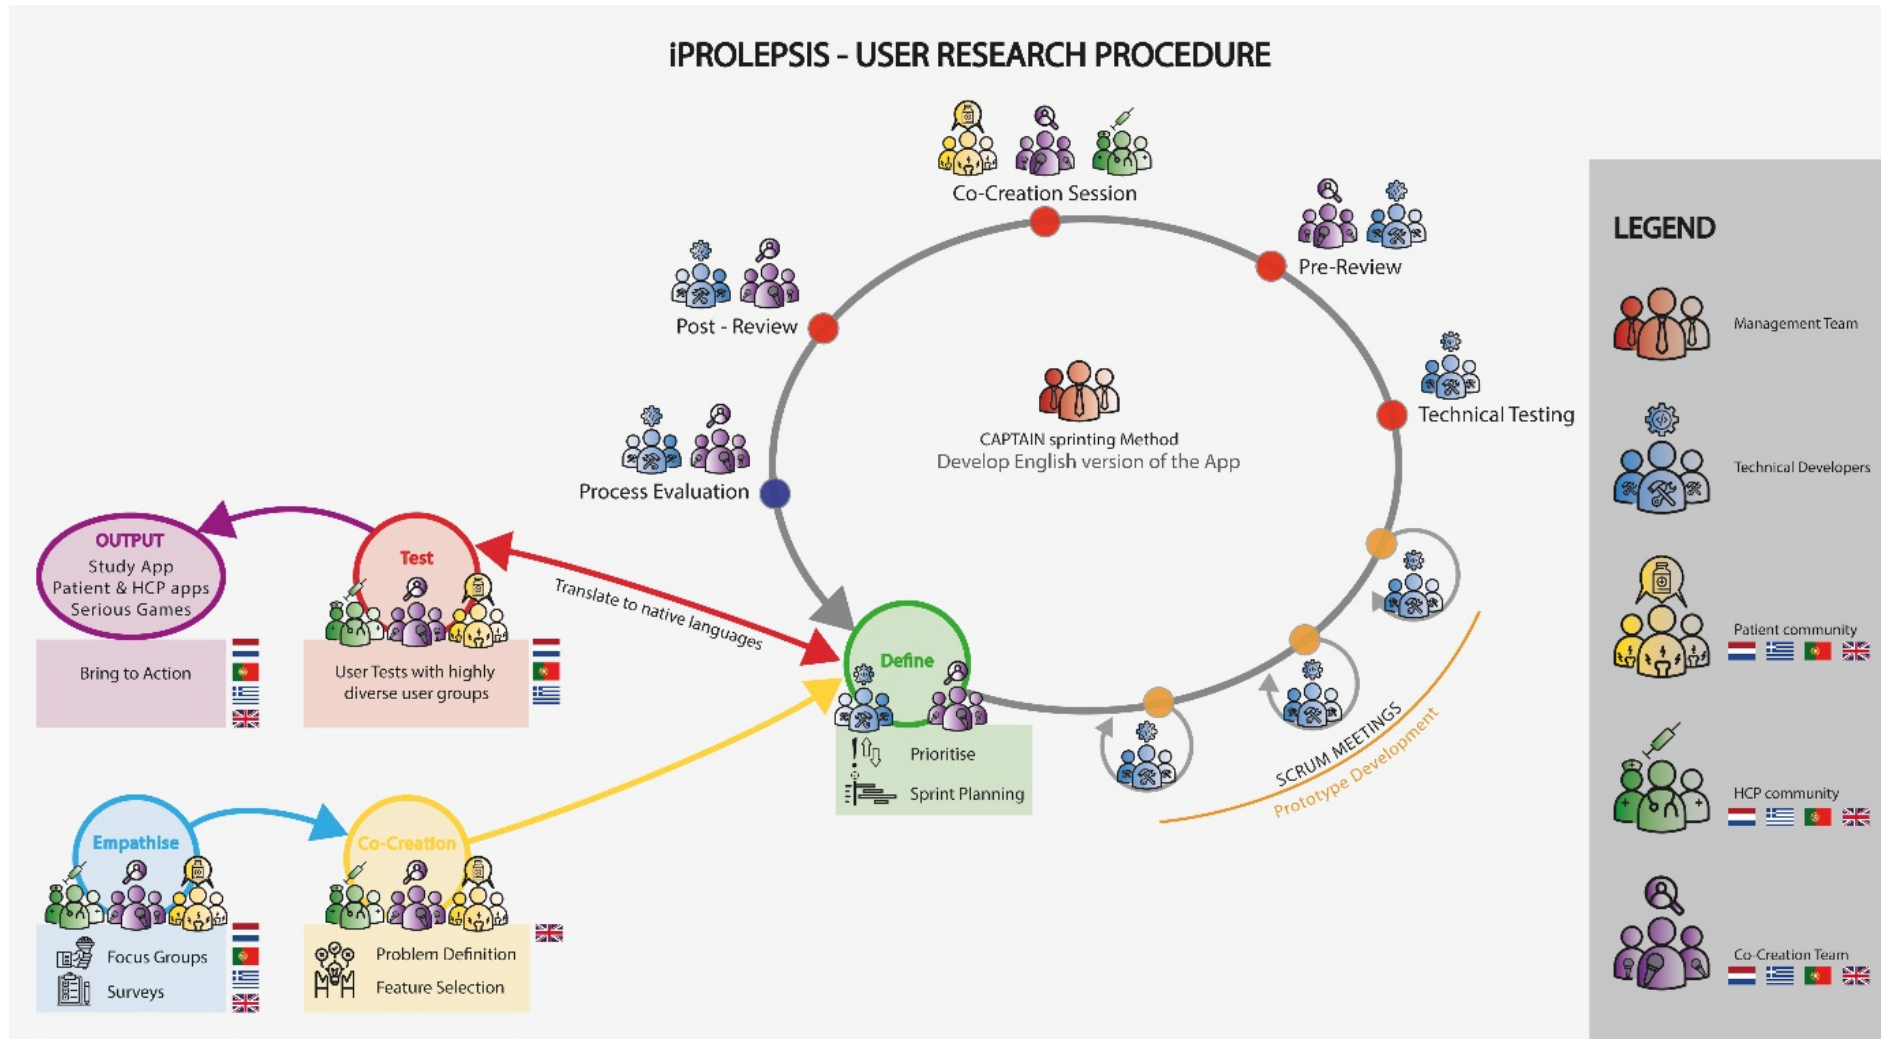 iPROLEPSIS - USER RESEARCH PROCEDURE
Co-Creation Session
Pre-Review
Post - Review
Technical Testing
CAPTAIN sprinting Method
Develop English version of the App
Process Evaluation
OUTPUT
Study App
Patient & HCP apps
Serious Games
Bring to Action
Test
User Tests with highly
diverse user groups
Translate to native languages
Define
Prioritise
Sprint Planning
SCRUM MEETINGS
Prototype Development
Empathise
Focus Groups
Surveys
Co-Creation
Problem Definition
Feature Selection
LEGEND
Management Team
Technical Developers
Patient community
HCP community
Co-Creation Team